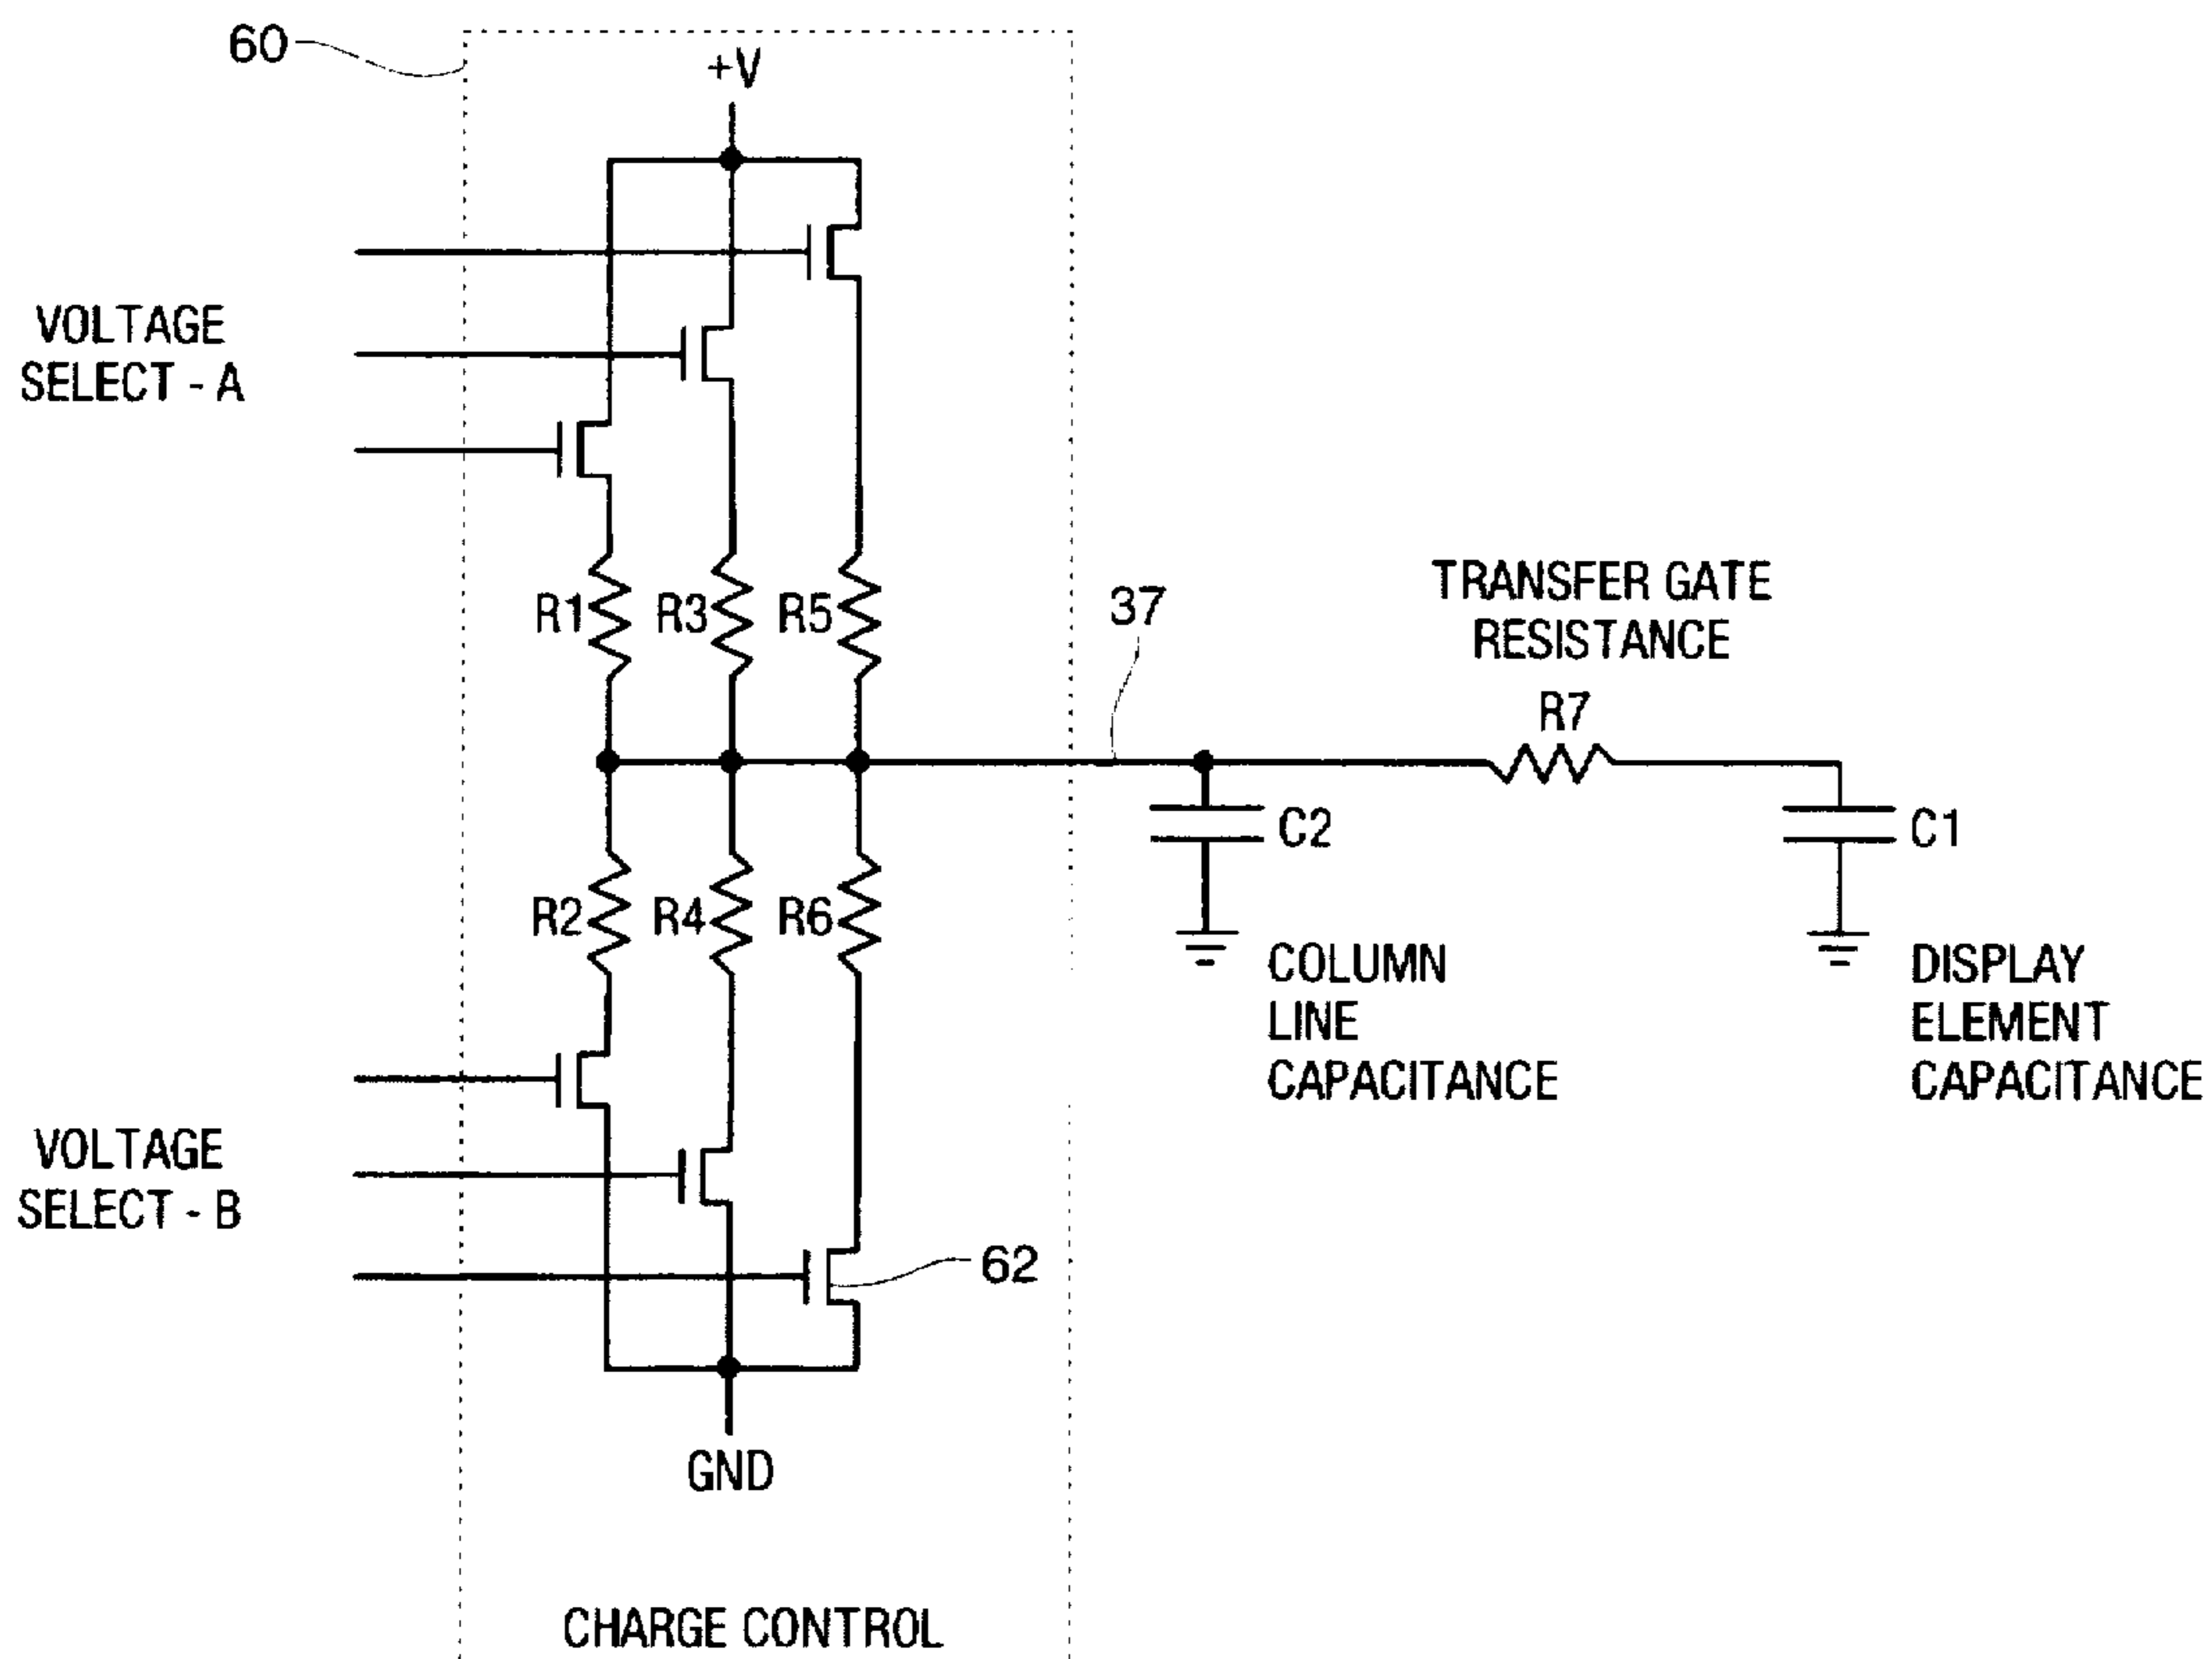 60
+V
VOLTAGE
SELECT - A
R1
R3
R5
37
TRANSFER GATE
RESISTANCE
R7
C2
C1
R2
R4
R6
COLUMN
LINE
CAPACITANCE
DISPLAY
ELEMENT
CAPACITANCE
VOLTAGE
SELECT - B
62
GND
CHARGE CONTROL